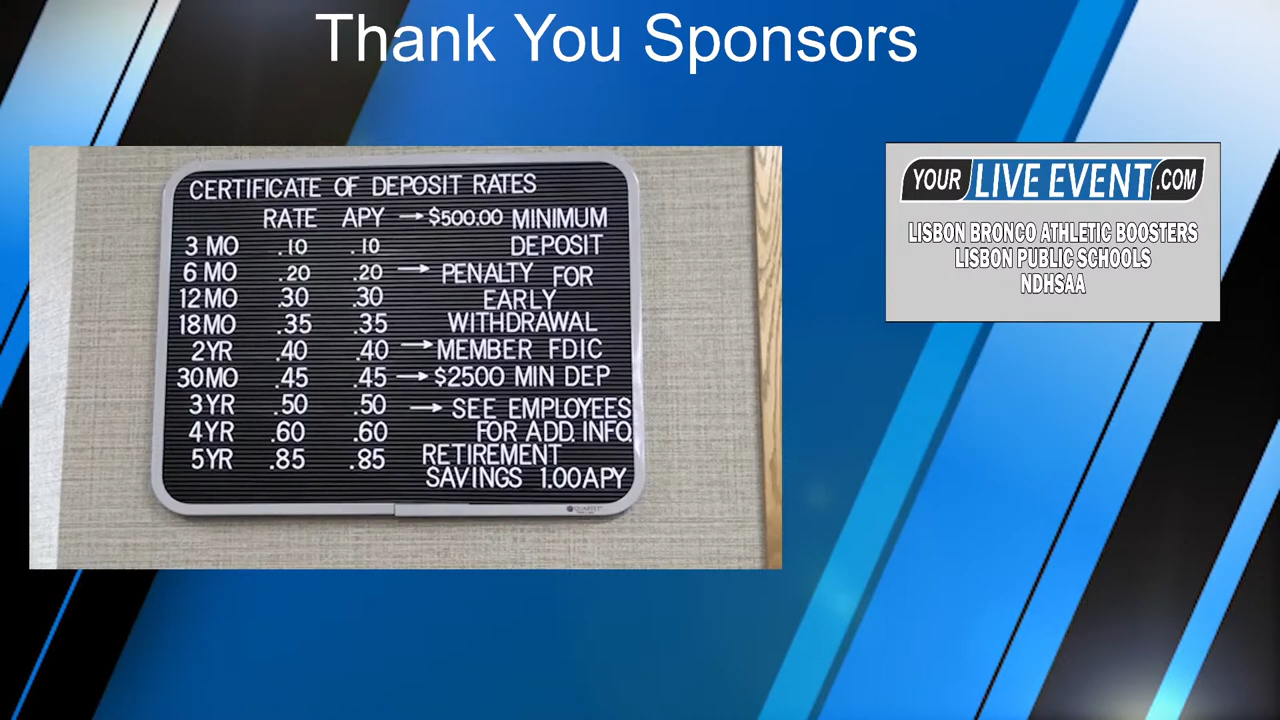 Thank You Sponsors
CERTIFICATE OF DEPOSIT RATES
RATE APY → $500.00 MINIMUM
3 MO .10 .10 DEPOSIT
6 MO .20 .20 → PENALTY FOR
12 MO .30 .30 EARLY
18 MO .35 .35 WITHDRAWAL
2 YR .40 .40 → MEMBER FDIC
30 MO .45 .45 → $2500 MIN DEP
3 YR .50 .50 → SEE EMPLOYEES
4 YR .60 .60 FOR ADD. INFO.
5 YR .85 .85 RETIREMENT
SAVINGS 1.00 APY
QUARTET
YOUR LIVE EVENT .COM
LISBON BRONCO ATHLETIC BOOSTERS
LISBON PUBLIC SCHOOLS
NDHSAA